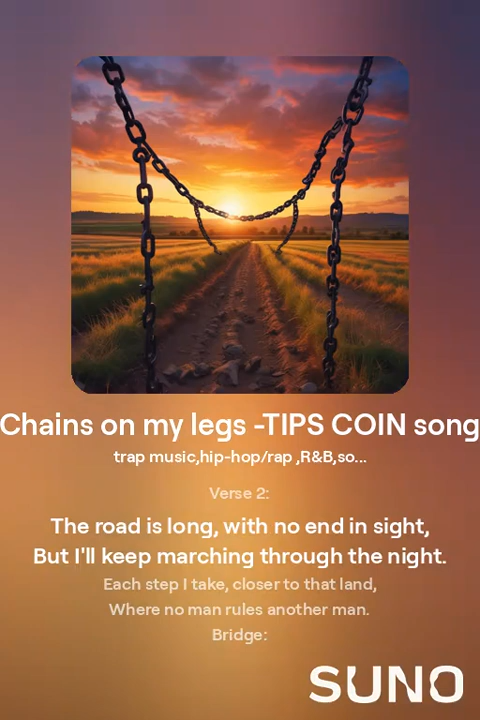 Chains on my legs -TIPS COIN song
trap music,hip-hop/rap ,R&B,so...
Verse 2:
The road is long, with no end in sight,
But I'll keep marching through the night.
Each step I take, closer to that land,
Where no man rules another man.
Bridge:
SUNO